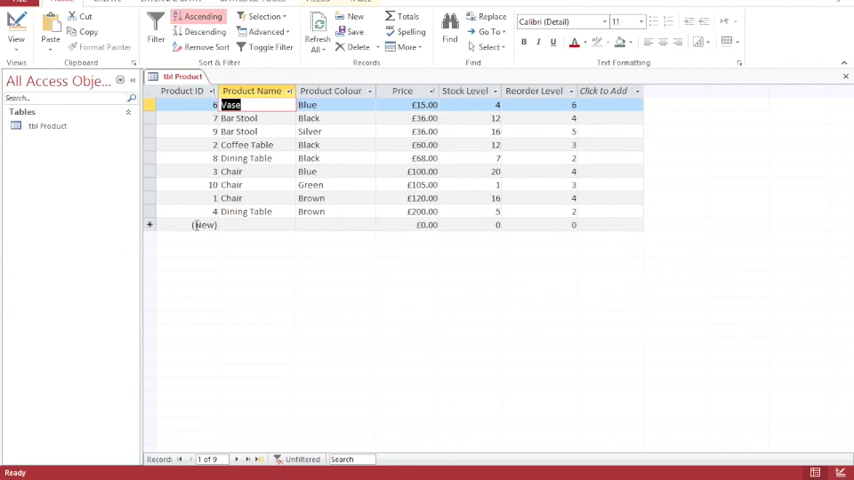 Cut
Copy
Format Painter
View
Paste
Views
Clipboard
Filter
Ascending
Descending
Remove Sort
Selection
Advanced
Toggle Filter
Sort & Filter
Refresh
All
New
Save
Delete
Totals
Spelling
More
Records
Find
Replace
Go To
Select
Find
Calibri (Detail)
11
B I U A
Text Formatting
All Access Obje...
Search...
Tables
tbl Product
tbl Product
Product ID Product Name Product Colour Price Stock Level Reorder Level Click to Add
6 Vase Blue £15.00 4 6
7 Bar Stool Black £36.00 12 4
9 Bar Stool Silver £36.00 16 5
2 Coffee Table Black £60.00 12 3
8 Dining Table Black £68.00 7 2
3 Chair Blue £100.00 20 4
10 Chair Green £105.00 1 3
1 Chair Brown £120.00 16 4
4 Dining Table Brown £200.00 5 2
(New) £0.00 0 0
Record: 1 of 9 Unfiltered Search
Ready